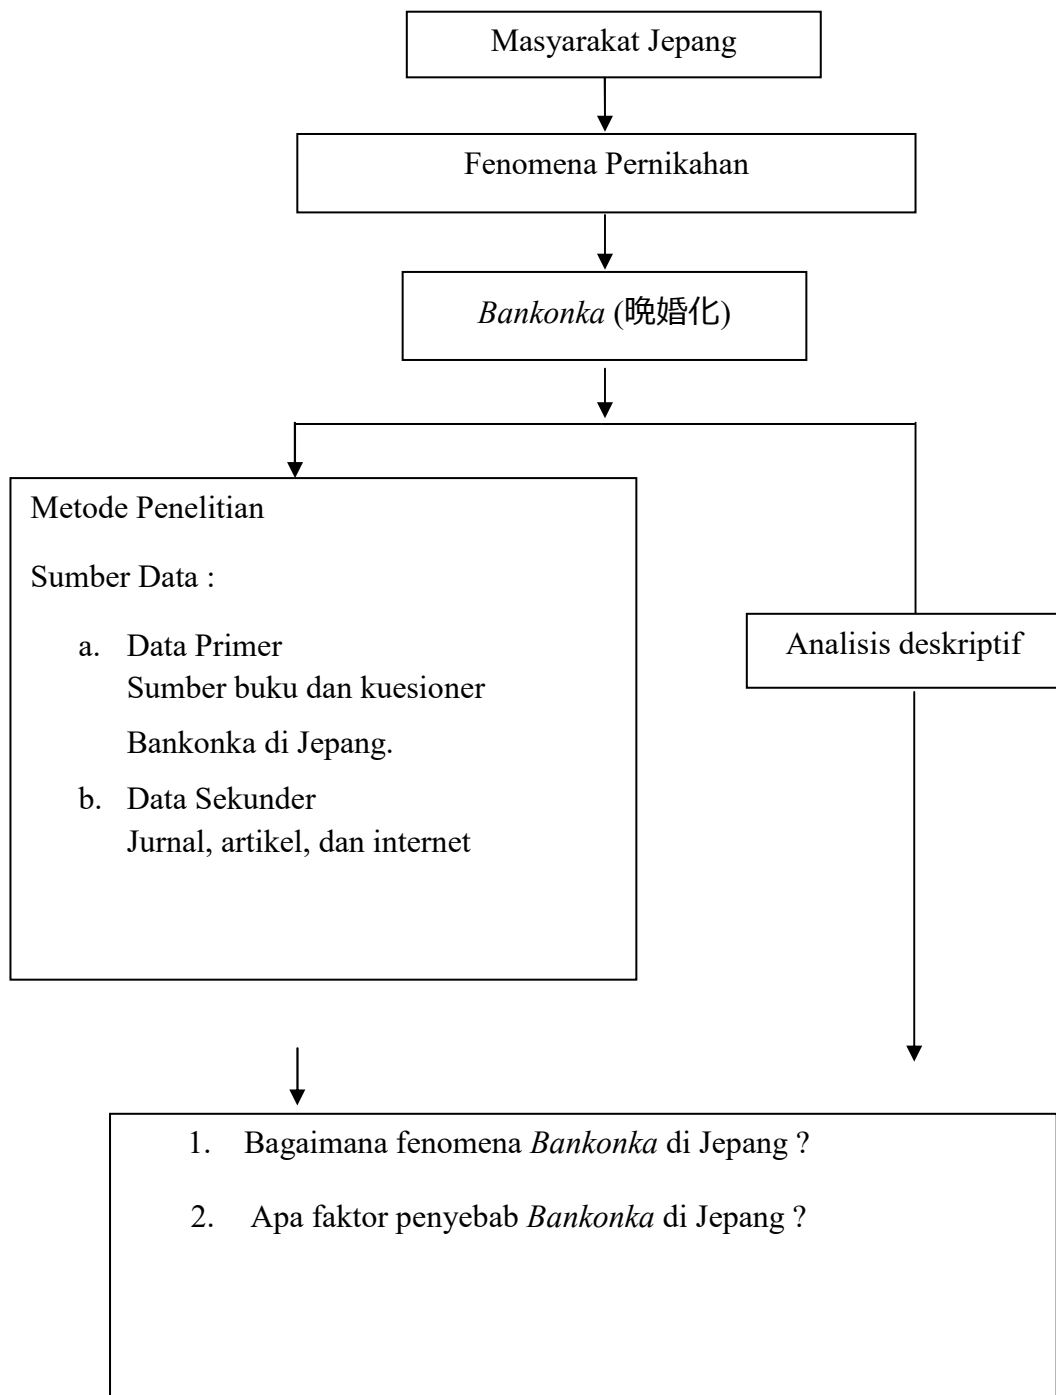 Masyarakat Jepang
Fenomena Pernikahan
Bankonka (晩婚化)
Metode Penelitian
Sumber Data :
a. Data Primer
Sumber buku dan kuesioner
Bankonka di Jepang.
b. Data Sekunder
Jurnal, artikel, dan internet
Analisis deskriptif
1. Bagaimana fenomena Bankonka di Jepang ?
2. Apa faktor penyebab Bankonka di Jepang ?